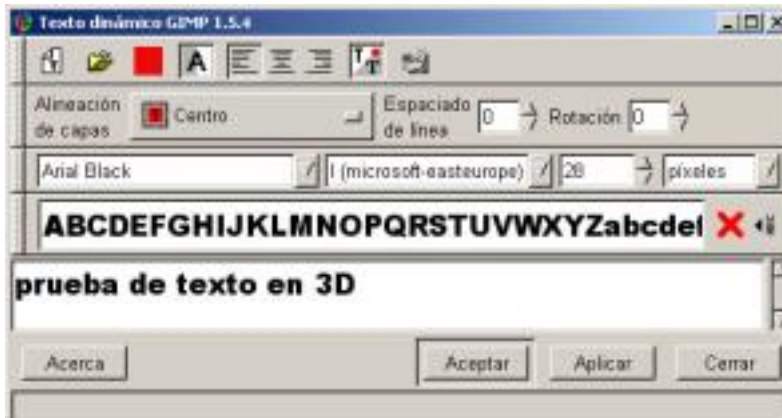 Texto dinámico GIMP 1.5.4
A
Alineación de capas Centro Espaciado de línea 0 Rotación 0
Arial Black (microsoft-easteurope) 28 píxeles
ABCDEFGHIJKLMNOPQRSTUVWXYZabcdef
prueba de texto en 3D
Acerca Aceptar Aplicar Cerrar